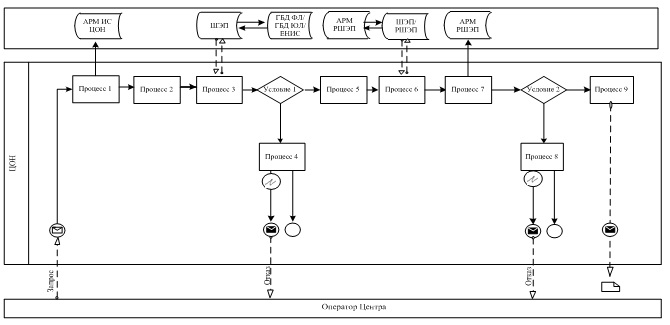 АРМ ИС
ЦОН
ШГЭП
ГБД ФЛ/
ГБД ЮЛ/
ЕНИС
АРМ
РШЭП
ШЭП/
РШЭП
АРМ
РШЭП
ЦОН
Процесс 1
Процесс 2
Процесс 3
Условие 1
Процесс 5
Процесс 6
Процесс 7
Условие 2
Процесс 9
Процесс 4
Процесс 8
Запрос
Отказ
Отказ
Оператор Центра